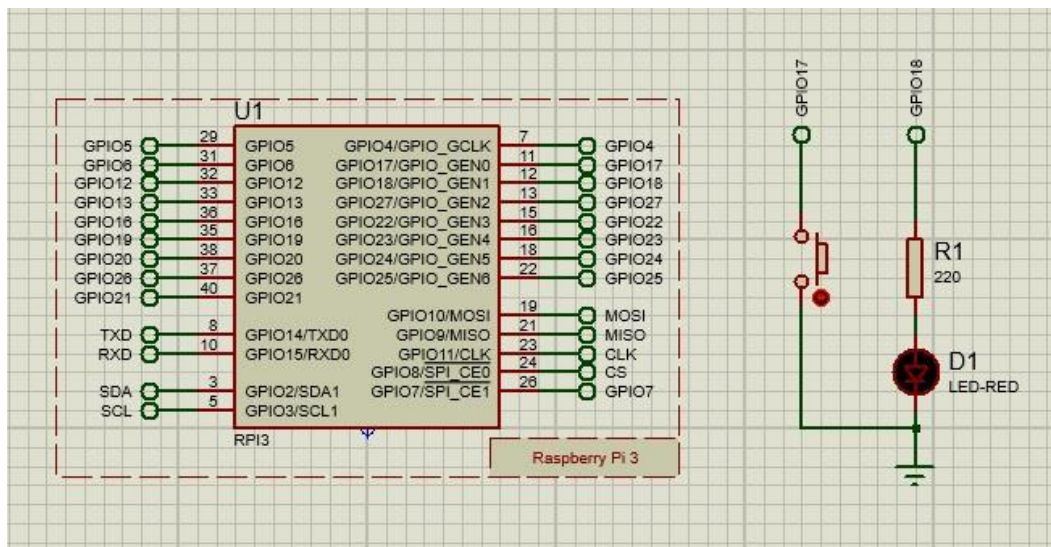 U1
GPIO5 29 GPIO5 GPIO4/GPIO_GCLK 7 GPIO4
GPIO6 31 GPIO6 GPIO17/GPIO_GEN0 11 GPIO17
GPIO12 32 GPIO12 GPIO18/GPIO_GEN1 12 GPIO18
GPIO13 33 GPIO13 GPIO27/GPIO_GEN2 13 GPIO27
GPIO16 36 GPIO16 GPIO22/GPIO_GEN3 15 GPIO22
GPIO19 35 GPIO19 GPIO23/GPIO_GEN4 16 GPIO23
GPIO20 38 GPIO20 GPIO24/GPIO_GEN5 18 GPIO24
GPIO26 37 GPIO26 GPIO25/GPIO_GEN6 22 GPIO25
GPIO21 40 GPIO21
GPIO10/MOSI 19 MOSI
TXD 8 GPIO14/TXD0 GPIO9/MISO 21 MISO
RXD 10 GPIO15/RXD0 GPIO11/CLK 23 CLK
GPIO8/SPI_CE0 24 CS
SDA 3 GPIO2/SDA1 GPIO7/SPI_CE1 26 GPIO7
SCL 5 GPIO3/SCL1
RPI3
Raspberry Pi 3
GPIO17
GPIO18
R1
220
D1
LED-RED